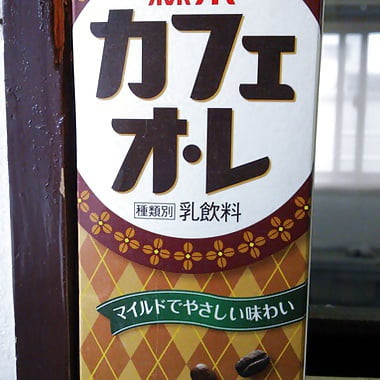 カフェ
オ・レ
種類別 乳飲料
マイルドでやさしい味わい